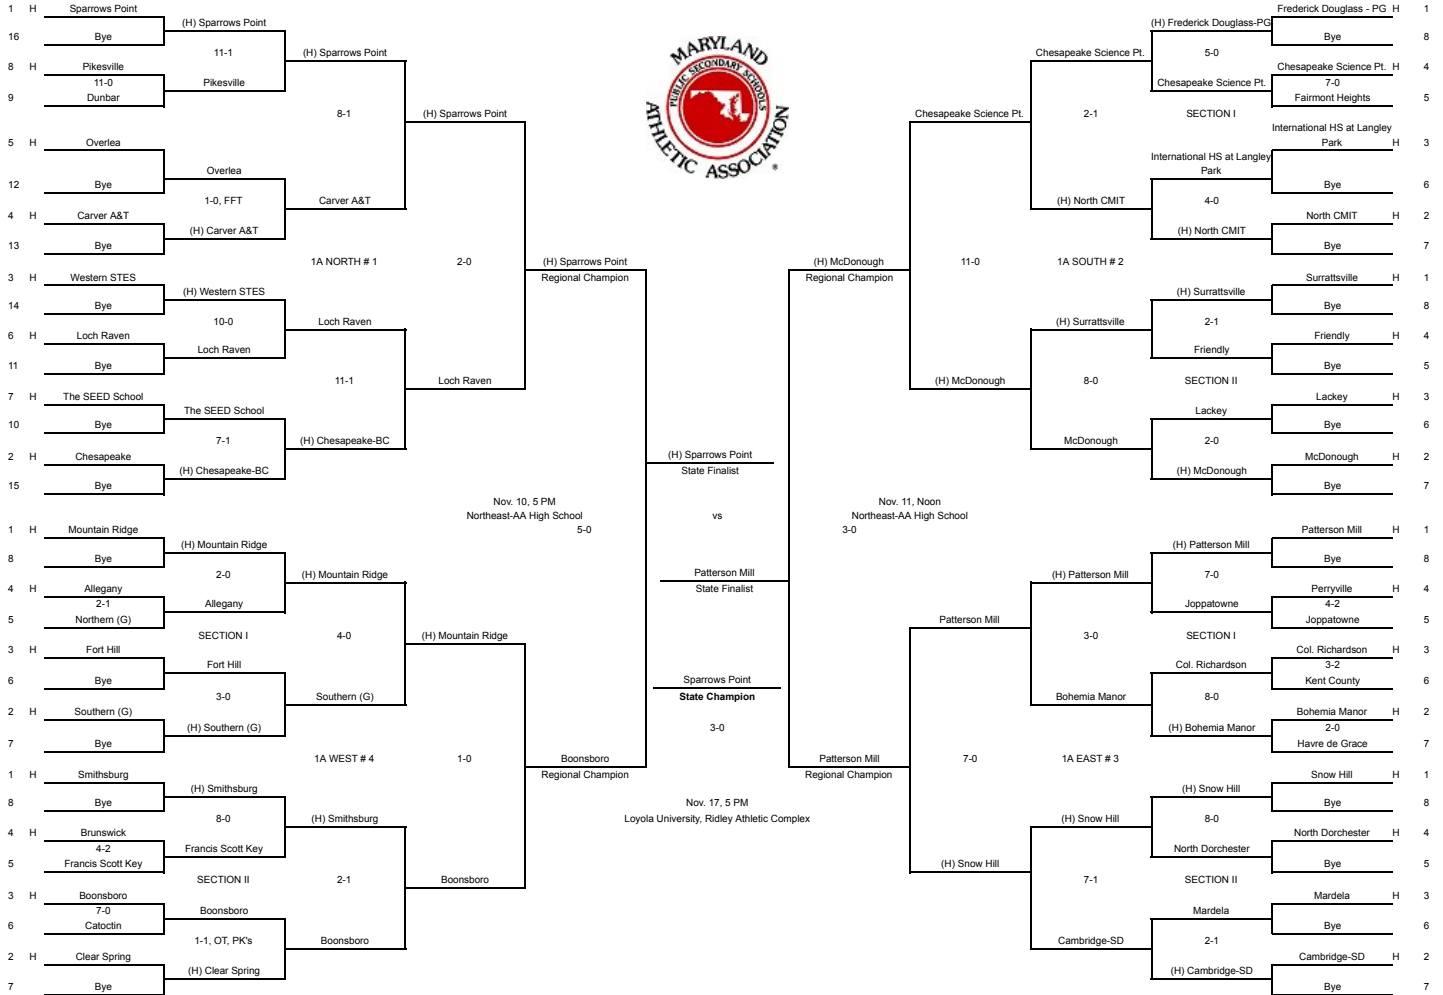 1 H Sparrows Point
(H) Sparrows Point
16 Bye
11-1
(H) Sparrows Point
8 H Pikesville
11-0
Pikesville
9 Dunbar
8-1
(H) Sparrows Point
5 H Overlea
Overlea
12 Bye
1-0, FFT
Carver A&T
4 H Carver A&T
(H) Carver A&T
13 Bye
1A NORTH # 1
2-0
(H) Sparrows Point
Regional Champion
3 H Western STES
(H) Western STES
14 Bye
10-0
Loch Raven
6 H Loch Raven
Loch Raven
11 Bye
11-1
Loch Raven
7 H The SEED School
The SEED School
10 Bye
7-1
(H) Chesapeake-BC
2 H Chesapeake
(H) Chesapeake-BC
15 Bye
Nov. 10, 5 PM
Northeast-AA High School
5-0
1 H Mountain Ridge
(H) Mountain Ridge
8 Bye
2-0
(H) Mountain Ridge
4 H Allegany
2-1
Allegany
5 Northern (G)
SECTION I
4-0
(H) Mountain Ridge
3 H Fort Hill
Fort Hill
6 Bye
3-0
Southern (G)
2 H Southern (G)
(H) Southern (G)
7 Bye
1A WEST # 4
1-0
Boonsboro
Regional Champion
1 H Smithsburg
(H) Smithsburg
8 Bye
8-0
(H) Smithsburg
4 H Brunswick
4-2
Francis Scott Key
5 Francis Scott Key
SECTION II
2-1
Boonsboro
3 H Boonsboro
7-0
Boonsboro
6 Catoctin
1-1, OT, PK's
Boonsboro
2 H Clear Spring
(H) Clear Spring
7 Bye
MARYLAND
PUBLIC SECONDARY SCHOOLS
ATHLETIC ASSOCIATION
®
(H) Sparrows Point
State Finalist
vs
Patterson Mill
State Finalist
Sparrows Point
State Champion
3-0
Nov. 17, 5 PM
Loyola University, Ridley Athletic Complex
Frederick Douglass - PG H 1
(H) Frederick Douglass-PG
Bye 8
Chesapeake Science Pt.
5-0
Chesapeake Science Pt. H 4
Chesapeake Science Pt.
7-0
Fairmont Heights 5
Chesapeake Science Pt.
2-1
SECTION I
International HS at Langley
Park H 3
International HS at Langley
Park
Bye 6
(H) North CMIT
4-0
North CMIT H 2
(H) North CMIT
Bye 7
(H) McDonough
Regional Champion
11-0
1A SOUTH # 2
Surrattsville H 1
(H) Surrattsville
Bye 8
(H) Surrattsville
2-1
Friendly H 4
Friendly
Bye 5
(H) McDonough
8-0
SECTION II
Lackey H 3
Lackey
Bye 6
McDonough
2-0
McDonough H 2
(H) McDonough
Bye 7
Nov. 11, Noon
Northeast-AA High School
3-0
Patterson Mill H 1
(H) Patterson Mill
Bye 8
(H) Patterson Mill
7-0
Perryville H 4
Joppatowne
4-2
Joppatowne 5
Patterson Mill
3-0
SECTION I
Col. Richardson H 3
Col. Richardson
3-2
Kent County 6
Bohemia Manor
8-0
Bohemia Manor H 2
(H) Bohemia Manor
2-0
Havre de Grace 7
Patterson Mill
Regional Champion
7-0
1A EAST # 3
Snow Hill H 1
(H) Snow Hill
Bye 8
(H) Snow Hill
8-0
North Dorchester H 4
North Dorchester
Bye 5
(H) Snow Hill
7-1
SECTION II
Mardela H 3
Mardela
Bye 6
Cambridge-SD
2-1
Cambridge-SD H 2
(H) Cambridge-SD
Bye 7